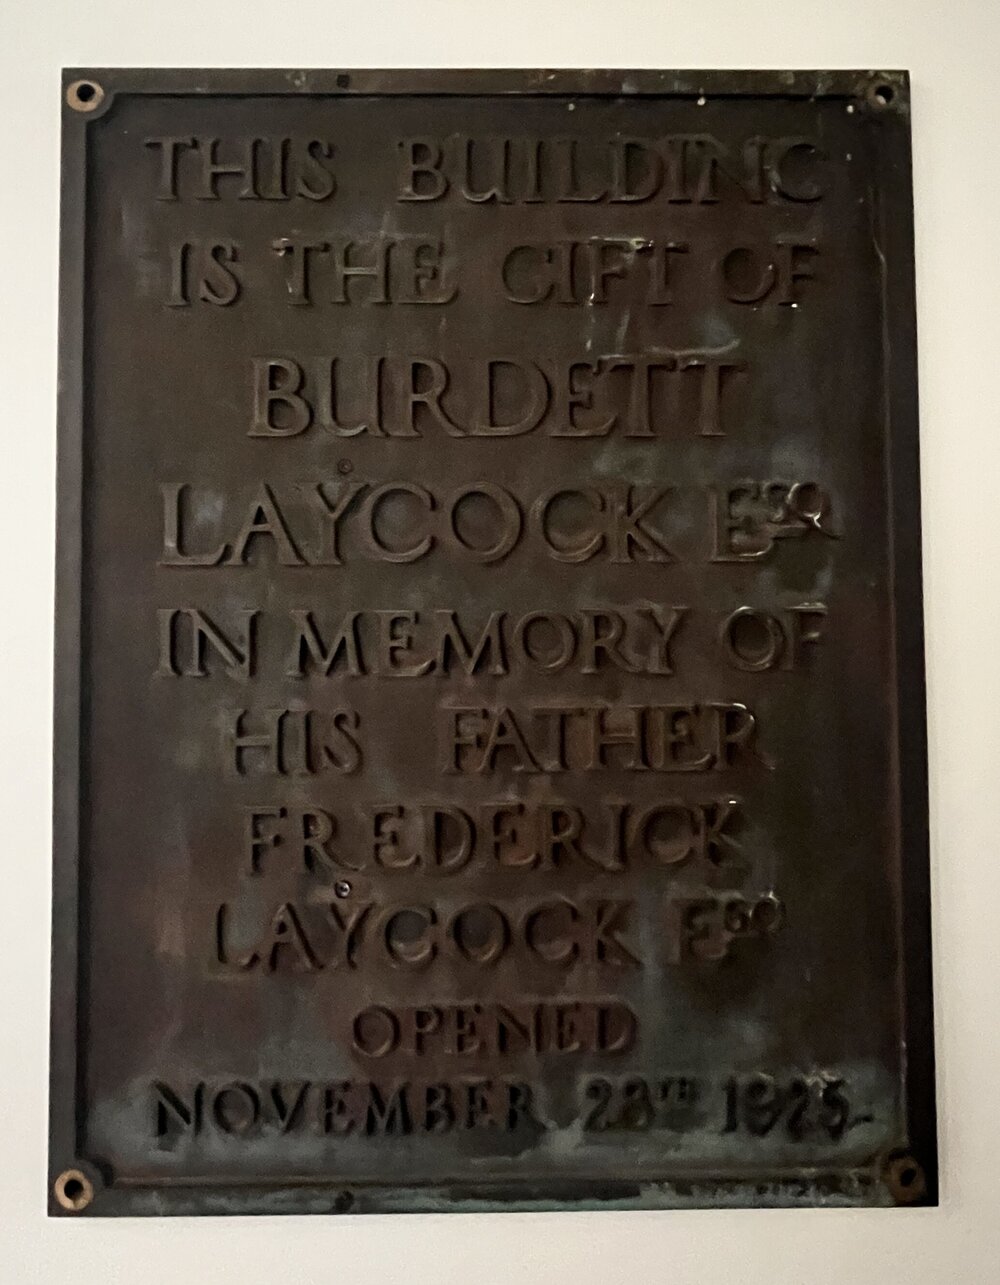 THIS BUILDING
IS THE GIFT OF
BURDETT
LAYCOCK ESQ
IN MEMORY OF
HIS FATHER
FREDERICK
LAYCOCK ESQ
OPENED
NOVEMBER 28TH 1925